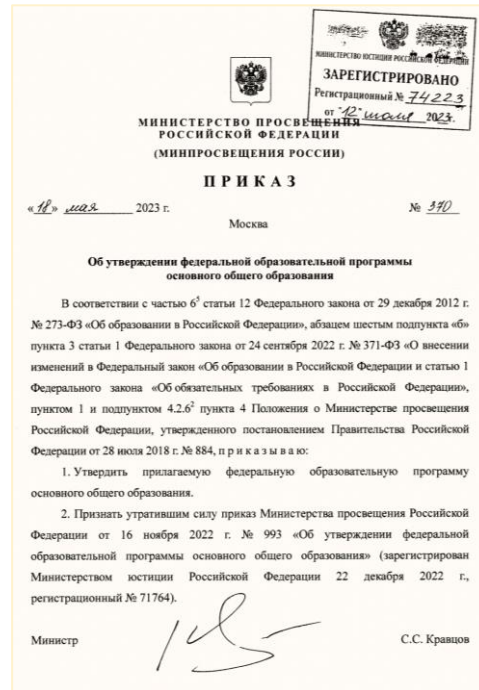 МИНИСТЕРСТВО ЮСТИЦИИ РОССИЙСКОЙ ФЕДЕРАЦИИ
ЗАРЕГИСТРИРОВАНО
Регистрационный № 74223
от "12" июля 2023г.
МИНИСТЕРСТВО ПРОСВЕЩЕНИЯ
РОССИЙСКОЙ ФЕДЕРАЦИИ
(МИНПРОСВЕЩЕНИЯ РОССИИ)
ПРИКАЗ
«18» мая 2023 г. № 370
Москва
Об утверждении федеральной образовательной программы
основного общего образования
В соответствии с частью 6⁵ статьи 12 Федерального закона от 29 декабря 2012 г.
№ 273-ФЗ «Об образовании в Российской Федерации», абзацем шестым подпункта «б»
пункта 3 статьи 1 Федерального закона от 24 сентября 2022 г. № 371-ФЗ «О внесении
изменений в Федеральный закон «Об образовании в Российской Федерации и статью 1
Федерального закона «Об обязательных требованиях в Российской Федерации»,
пунктом 1 и подпунктом 4.2.6² пункта 4 Положения о Министерстве просвещения
Российской Федерации, утвержденного постановлением Правительства Российской
Федерации от 28 июля 2018 г. № 884, п р и к а з ы в а ю:
1. Утвердить прилагаемую федеральную образовательную программу
основного общего образования.
2. Признать утратившим силу приказ Министерства просвещения Российской
Федерации от 16 ноября 2022 г. № 993 «Об утверждении федеральной
образовательной программы основного общего образования» (зарегистрирован
Министерством юстиции Российской Федерации 22 декабря 2022 г.,
регистрационный № 71764).
Министр С.С. Кравцов